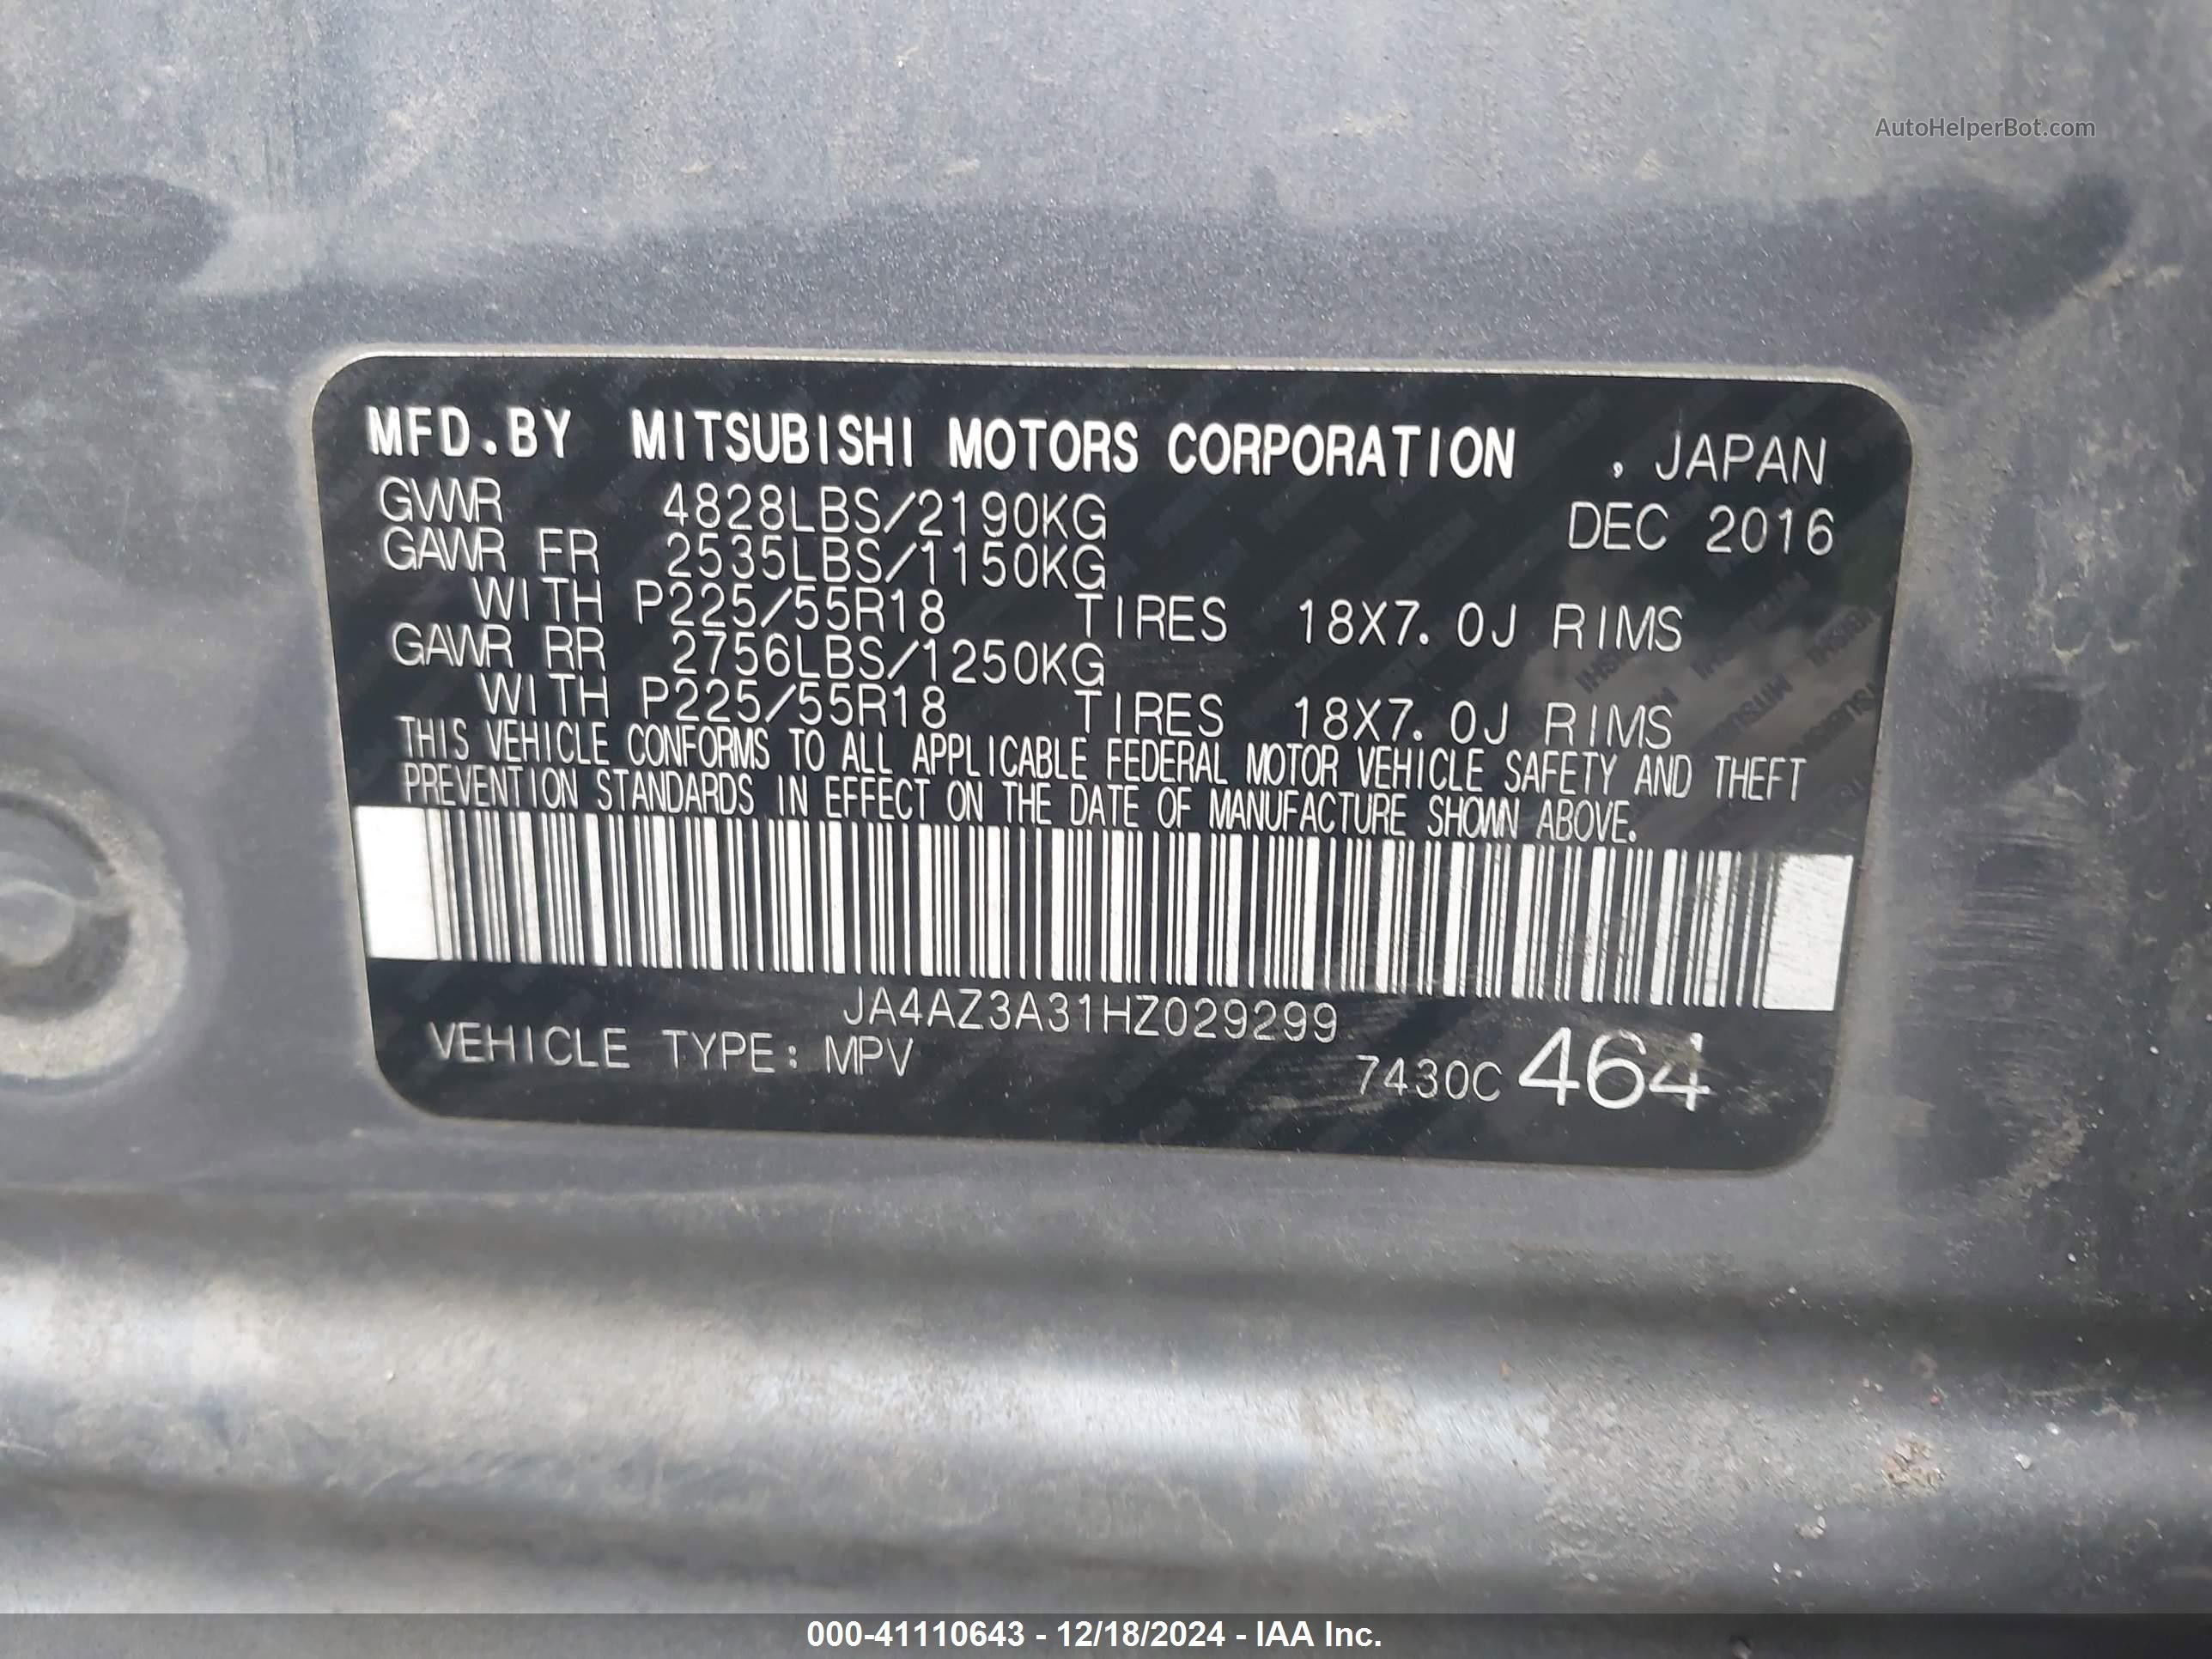 AutoHelperBot.com
MFD.BY MITSUBISHI MOTORS CORPORATION , JAPAN
GVWR 4828LBS/2190KG DEC 2016
GAWR FR 2535LBS/1150KG
WITH P225/55R18 TIRES 18X7.0J RIMS
GAWR RR 2756LBS/1250KG
WITH P225/55R18 TIRES 18X7.0J RIMS
THIS VEHICLE CONFORMS TO ALL APPLICABLE FEDERAL MOTOR VEHICLE SAFETY AND THEFT
PREVENTION STANDARDS IN EFFECT ON THE DATE OF MANUFACTURE SHOWN ABOVE.
JA4AZ3A31HZ029299
VEHICLE TYPE: MPV 7430C 464
000-41110643 - 12/18/2024 - IAA Inc.